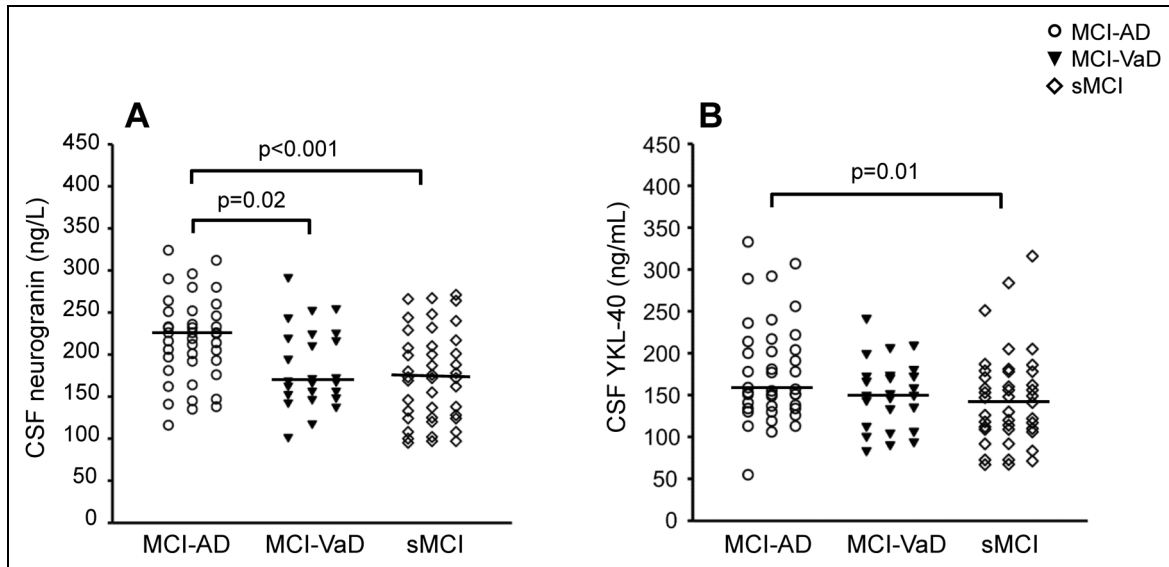 MCI-AD
MCI-VaD
sMCI
A
CSF neurogranin (ng/L)
450
400
350
300
250
200
150
100
50
0
p<0.001
p=0.02
MCI-AD MCI-VaD sMCI
B
CSF YKL-40 (ng/mL)
450
400
350
300
250
200
150
100
50
0
p=0.01
MCI-AD MCI-VaD sMCI